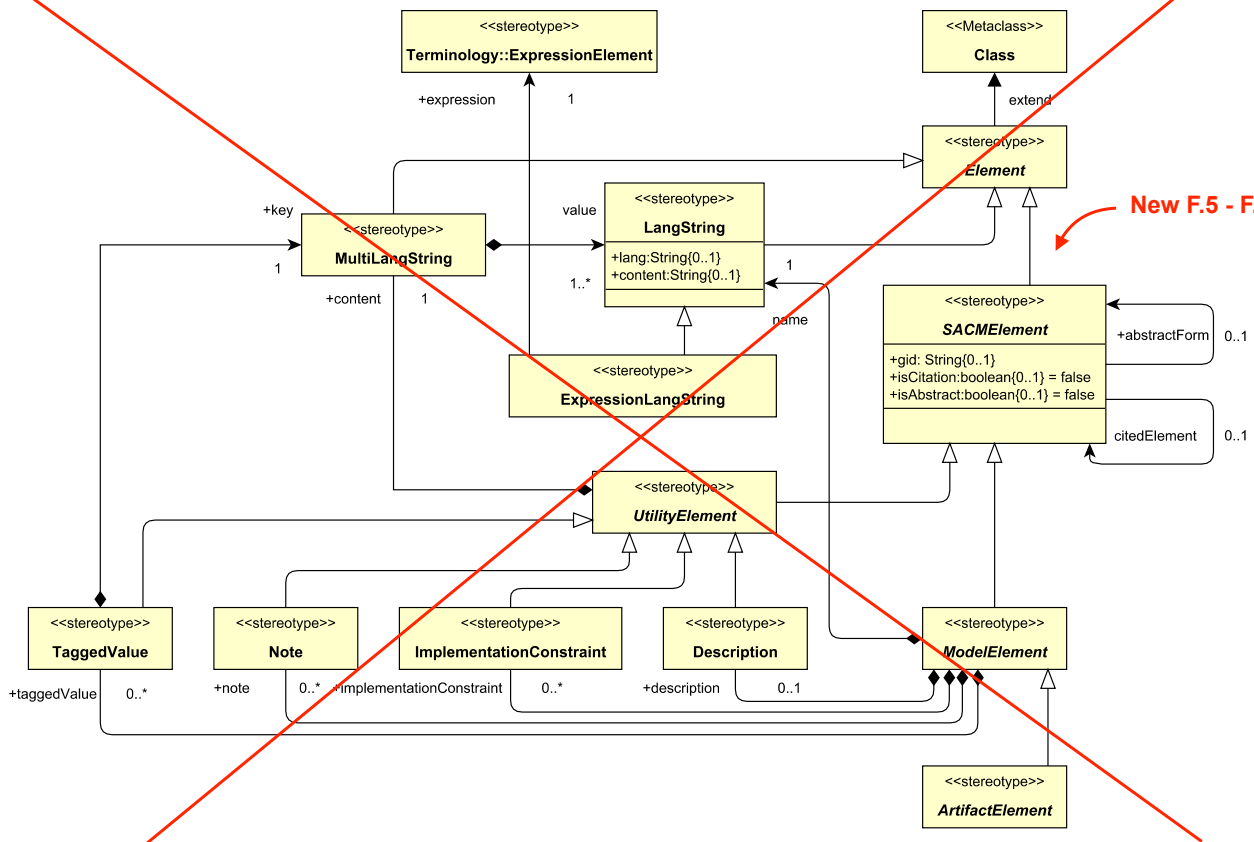 <<stereotype>>
Terminology::ExpressionElement
<<Metaclass>>
Class
+expression
1
extend
<<stereotype>>
Element
+key
<<stereotype>>
MultiLangString
1
value
1..*
<<stereotype>>
LangString
+lang:String{0..1}
+content:String{0..1}
1
name
New F.5 - F.
+content
1
<<stereotype>>
SACMElement
+gid: String{0..1}
+isCitation:boolean{0..1} = false
+isAbstract:boolean{0..1} = false
+abstractForm
0..1
citedElement
0..1
<<stereotype>>
ExpressionLangString
<<stereotype>>
UtilityElement
<<stereotype>>
TaggedValue
<<stereotype>>
Note
<<stereotype>>
ImplementationConstraint
<<stereotype>>
Description
<<stereotype>>
ModelElement
+taggedValue
0..*
+note
0..*
+implementationConstraint
0..*
+description
0..1
<<stereotype>>
ArtifactElement